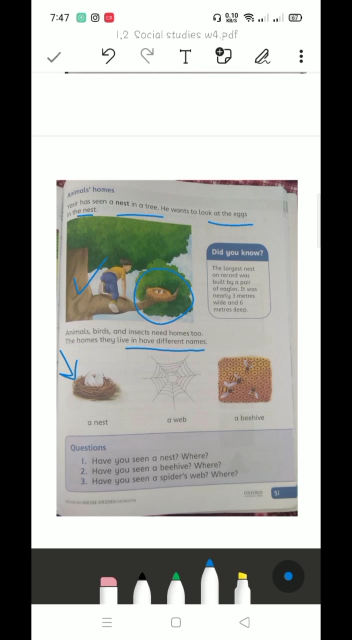 7:47
0.10
KB/s
67
1.2 Social studies w4.pdf
T
Animals' homes
has seen a nest in a tree. He wants to look at the eggs
in the nest.
Did you know?
The largest nest
on record was
built by a pair
of eagles. It was
nearly 3 metres
wide and 6
metres deep.
Animals, birds, and insects need homes too.
The homes they live in have different names.
a nest
a web
a beehive
Questions
1. Have you seen a nest? Where?
2. Have you seen a beehive? Where?
3. Have you seen a spider's web? Where?
OXFORD
51